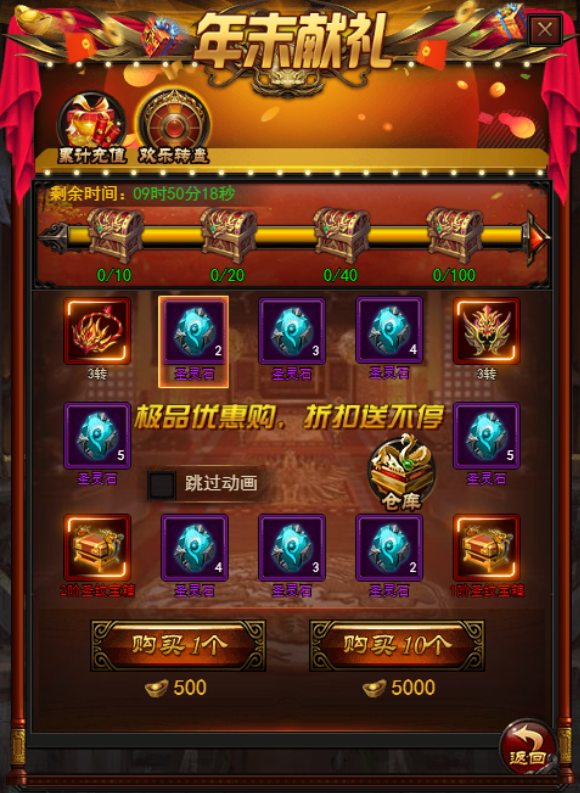 年末献礼
累计充值 欢乐转盘
剩余时间：09时50分18秒
0/10 0/20 0/40 0/100
2 3 4
3转 圣灵石 圣灵石 圣灵石 3转
极品优惠购，折扣送不停
5 5
圣灵石 圣灵石
跳过动画
仓库
4 3 2
圣灵石 圣灵石 圣灵石
购买1个 购买10个
500 5000
返回